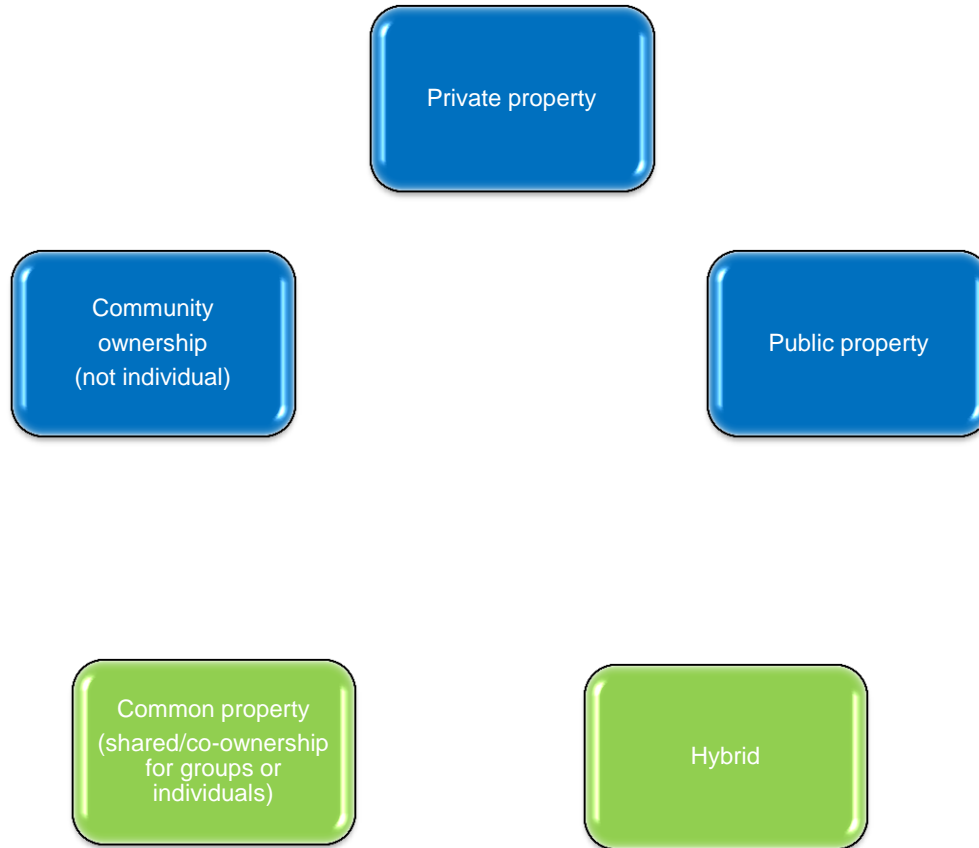 Private property
Community
ownership
(not individual)
Public property
Common property
(shared/co-ownership
for groups or
individuals)
Hybrid